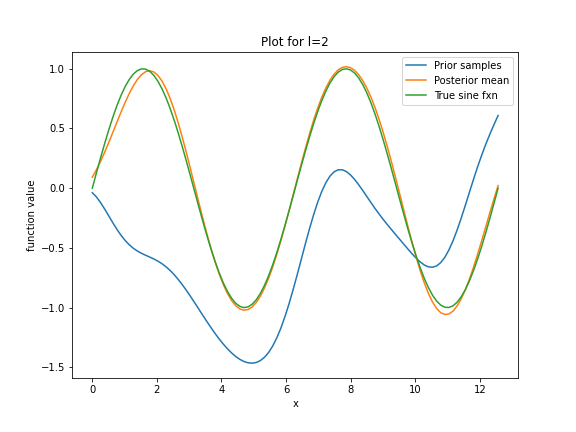 Plot for l=2
Prior samples
Posterior mean
True sine fxn
function value
1.0
0.5
0.0
−0.5
−1.0
−1.5
0 2 4 6 8 10 12
x